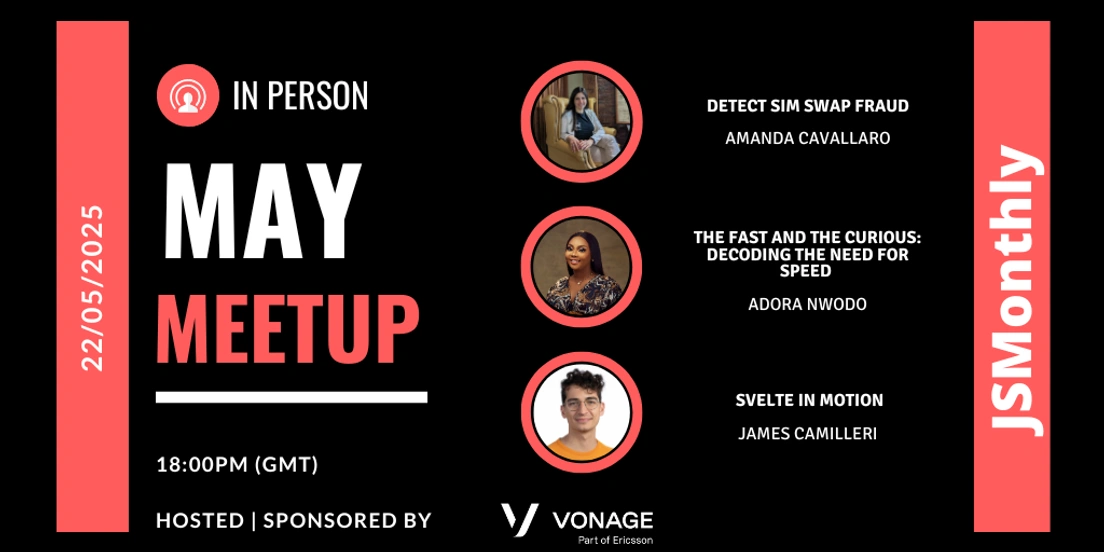 22/05/2025
IN PERSON
MAY
MEETUP
18:00PM (GMT)
HOSTED | SPONSORED BY
VONAGE
Part of Ericsson
DETECT SIM SWAP FRAUD
AMANDA CAVALLARO
THE FAST AND THE CURIOUS:
DECODING THE NEED FOR
SPEED
ADORA NWODO
SVELTE IN MOTION
JAMES CAMILLERI
JSMonthly